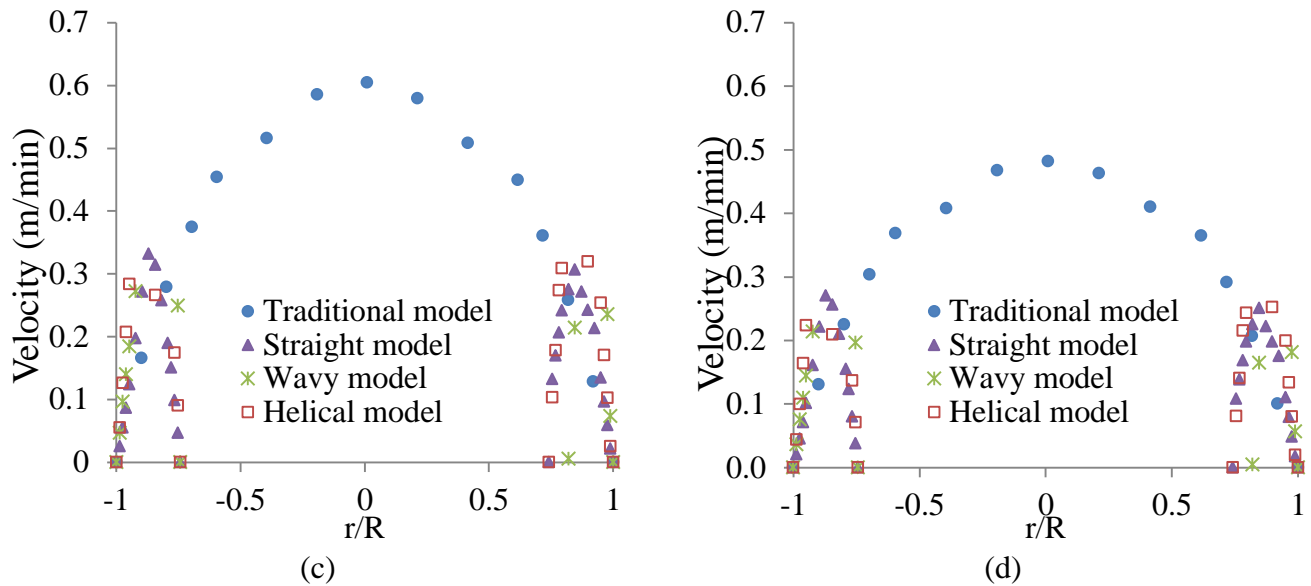 0.7
0.6
0.5
0.4
0.3
0.2
0.1
0
Velocity (m/min)
Traditional model
Straight model
Wavy model
Helical model
-1
-0.5
0
0.5
1
r/R
(c)
0.7
0.6
0.5
0.4
0.3
0.2
0.1
0.0
Velocity (m/min)
Traditional model
Straight model
Wavy model
Helical model
-1
-0.5
0
0.5
1
r/R
(d)